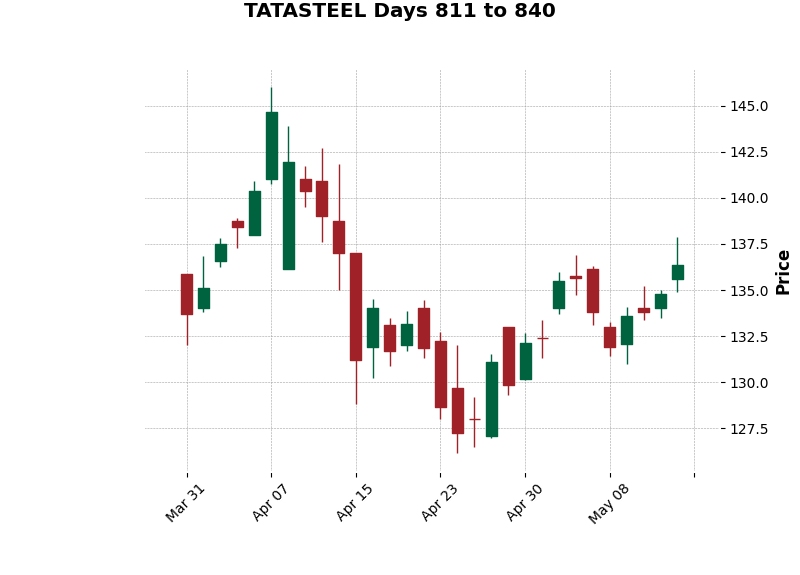 TATASTEEL Days 811 to 840
145.0
142.5
140.0
137.5
135.0
132.5
130.0
127.5
Price
Mar 31
Apr 07
Apr 15
Apr 23
Apr 30
May 08